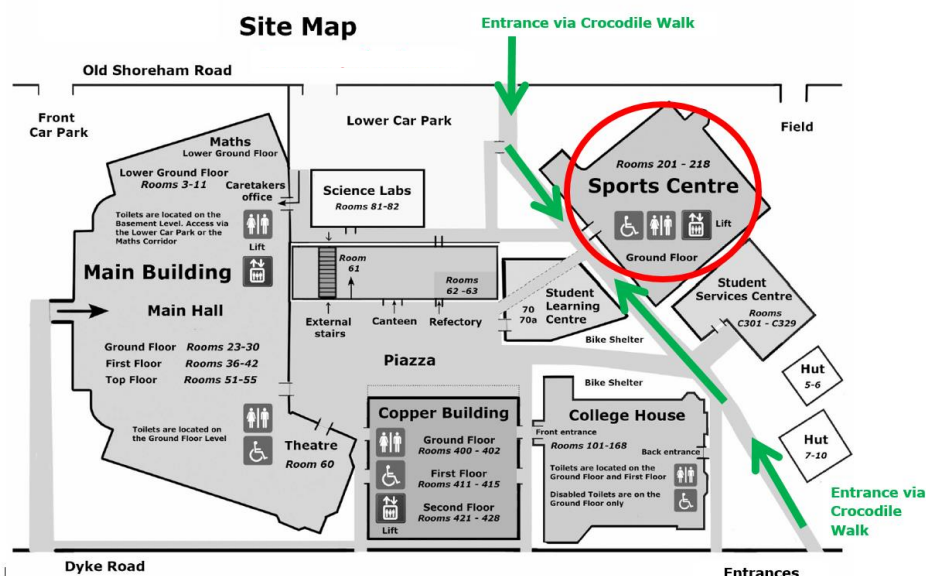 Site Map
Entrance via Crocodile Walk
Old Shoreham Road
Front
Car Park
Lower Car Park
Field
Maths
Lower Ground Floor
Lower Ground Floor
Rooms 3-11
Caretakers
office
Toilets are located on the
Basement Level. Access via
the Lower Car Park or the
Maths Corridor
Lift
Main Building
Main Hall
Ground Floor Rooms 23-30
First Floor Rooms 36-42
Top Floor Rooms 51-55
Toilets are located on
the Ground Floor Level
Theatre
Room 60
Science Labs
Rooms 81-82
Room
61
Rooms
62 -63
External
stairs
Canteen
Refectory
Piazza
Rooms 201 - 218
Sports Centre
Lift
Ground Floor
Student
Learning
Centre
70
70a
Bike Shelter
Student
Services Centre
Rooms
C301 - C329
Hut
5-6
Hut
7-10
Bike Shelter
Copper Building
Ground Floor
Rooms 400 - 402
First Floor
Rooms 411 - 415
Second Floor
Rooms 421 - 428
Lift
College House
Front entrance
Rooms 101-168
Back entrance
Toilets are located on the
Ground Floor and First Floor
Disabled Toilets are on the
Ground Floor only
Entrance via
Crocodile
Walk
Dyke Road
Entrances